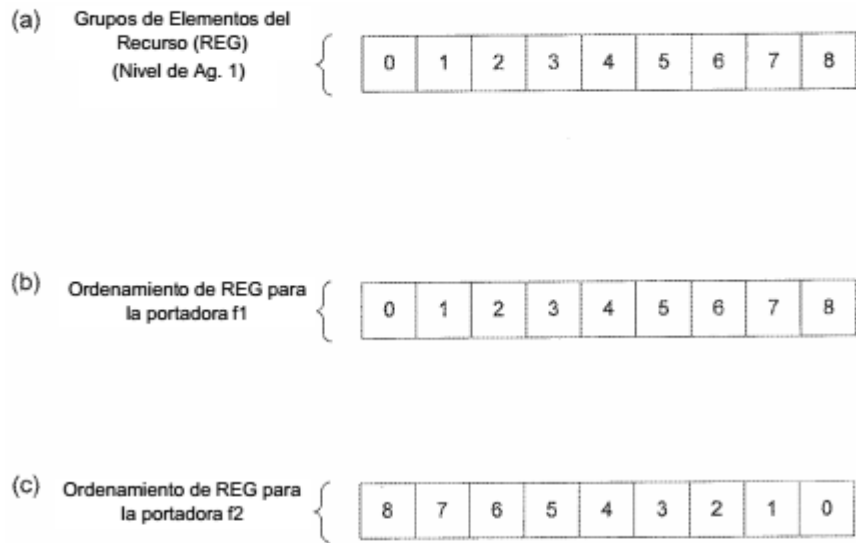 (a) Grupos de Elementos del
Recurso (REG)
(Nivel de Ag. 1)
0 1 2 3 4 5 6 7 8
(b) Ordenamiento de REG para
la portadora f1
0 1 2 3 4 5 6 7 8
(c) Ordenamiento de REG para
la portadora f2
8 7 6 5 4 3 2 1 0